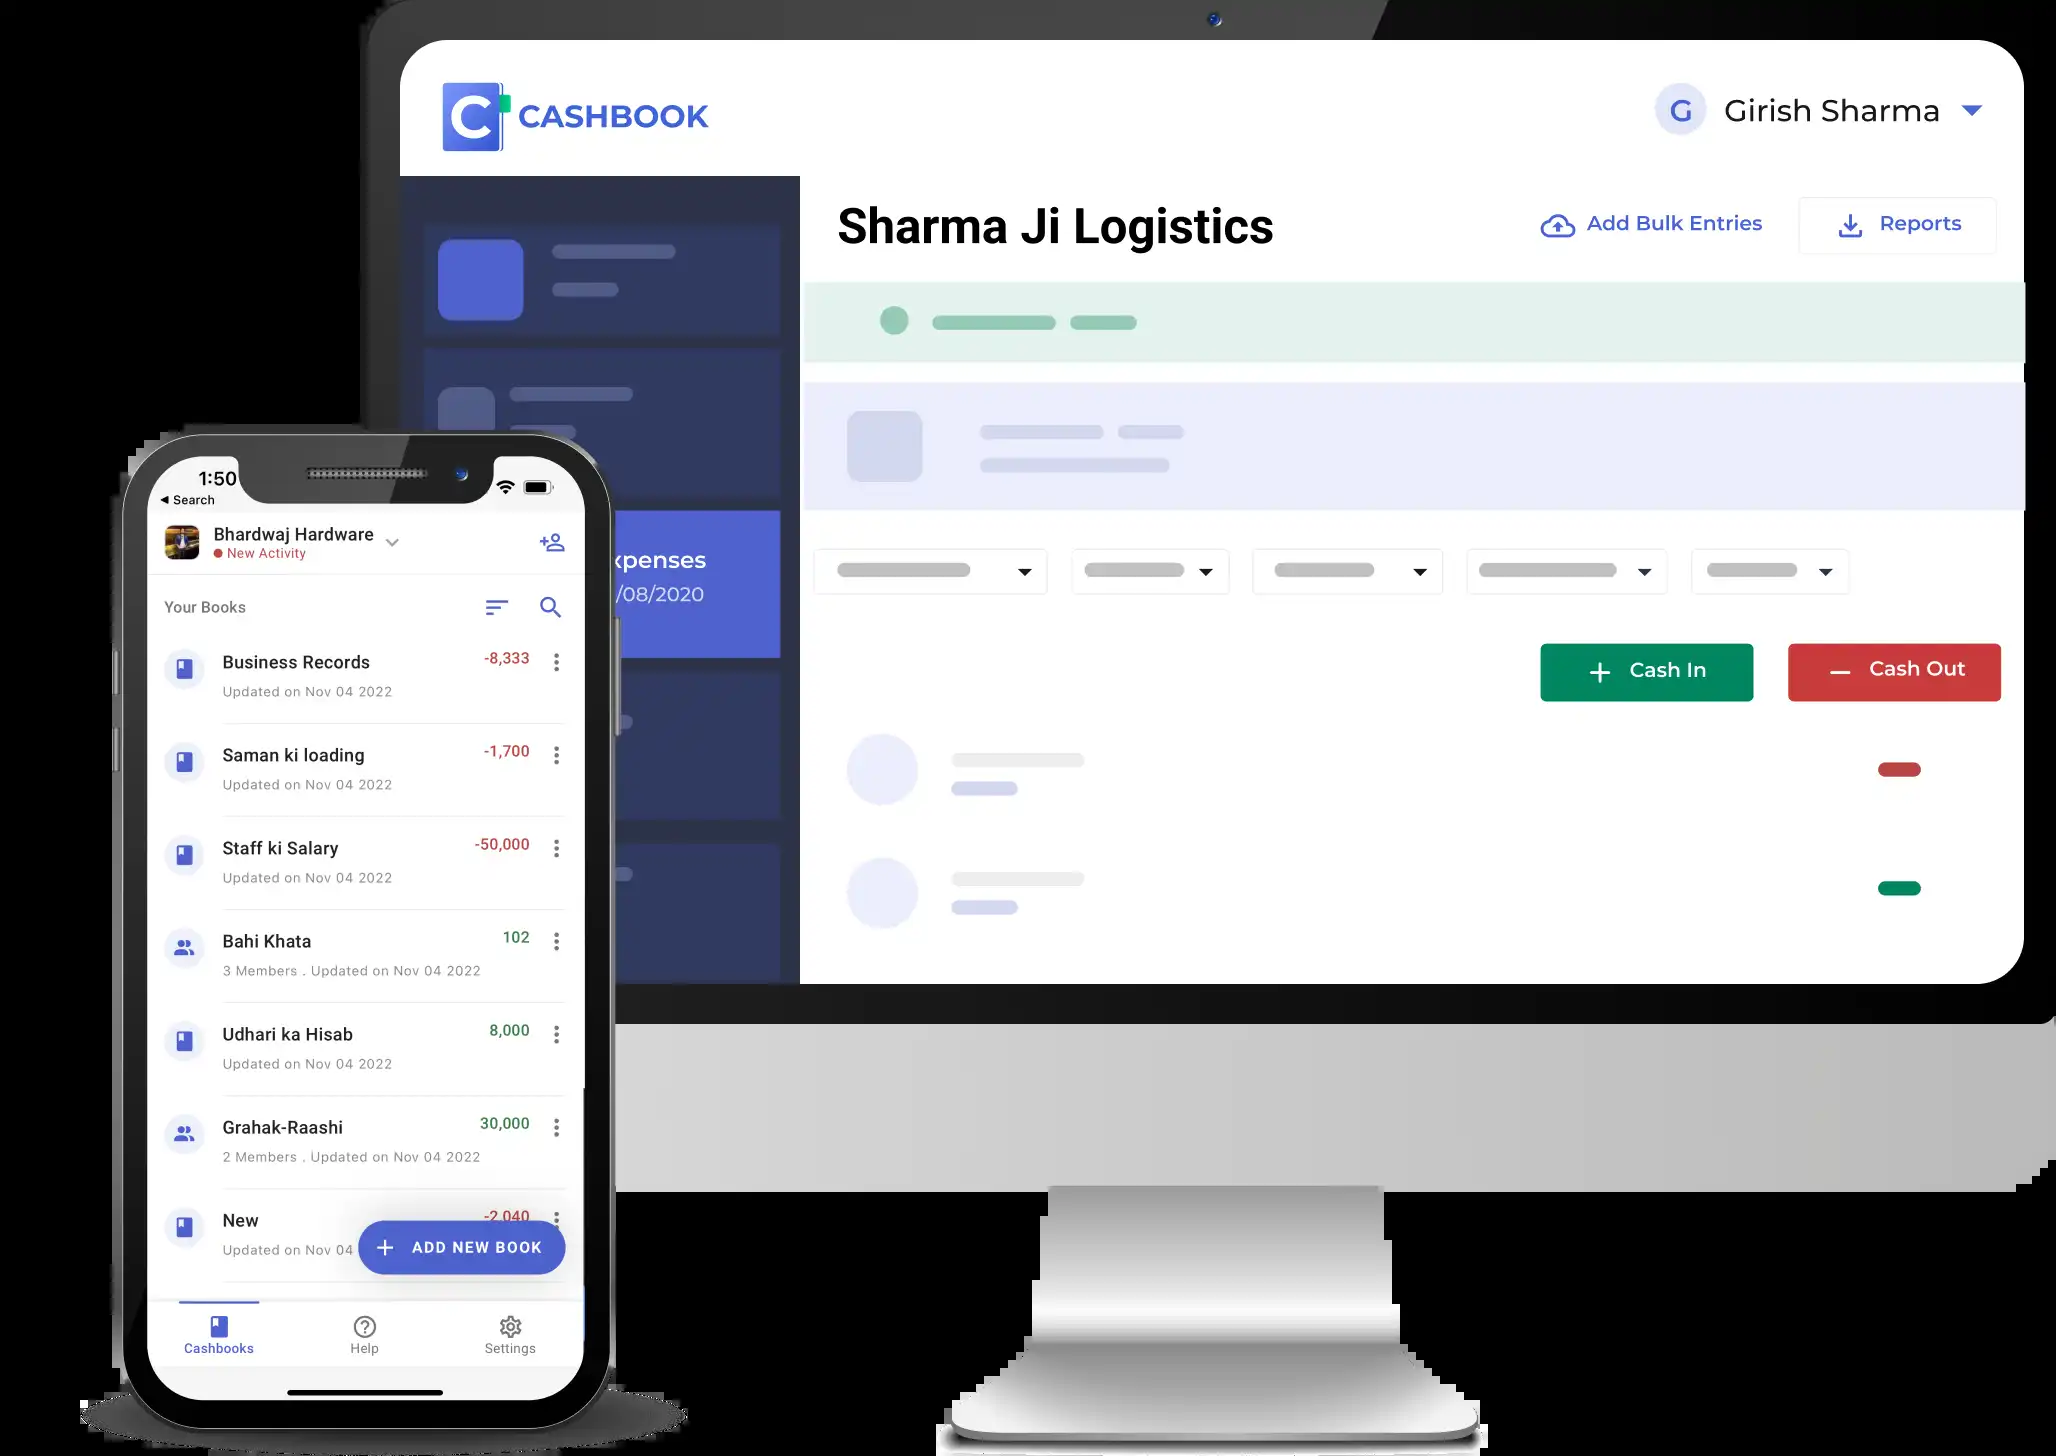 CASHBOOK
G Girish Sharma
Sharma Ji Logistics
Add Bulk Entries
Reports
xpenses
/08/2020
+ Cash In
− Cash Out
1:50
◀ Search
Bhardwaj Hardware
New Activity
Your Books
Business Records -8,333
Updated on Nov 04 2022
Saman ki loading -1,700
Updated on Nov 04 2022
Staff ki Salary -50,000
Updated on Nov 04 2022
Bahi Khata 102
3 Members . Updated on Nov 04 2022
Udhari ka Hisab 8,000
Updated on Nov 04 2022
Grahak-Raashi 30,000
2 Members . Updated on Nov 04 2022
New -2,040
Updated on Nov 04
+ ADD NEW BOOK
Cashbooks
Help
Settings